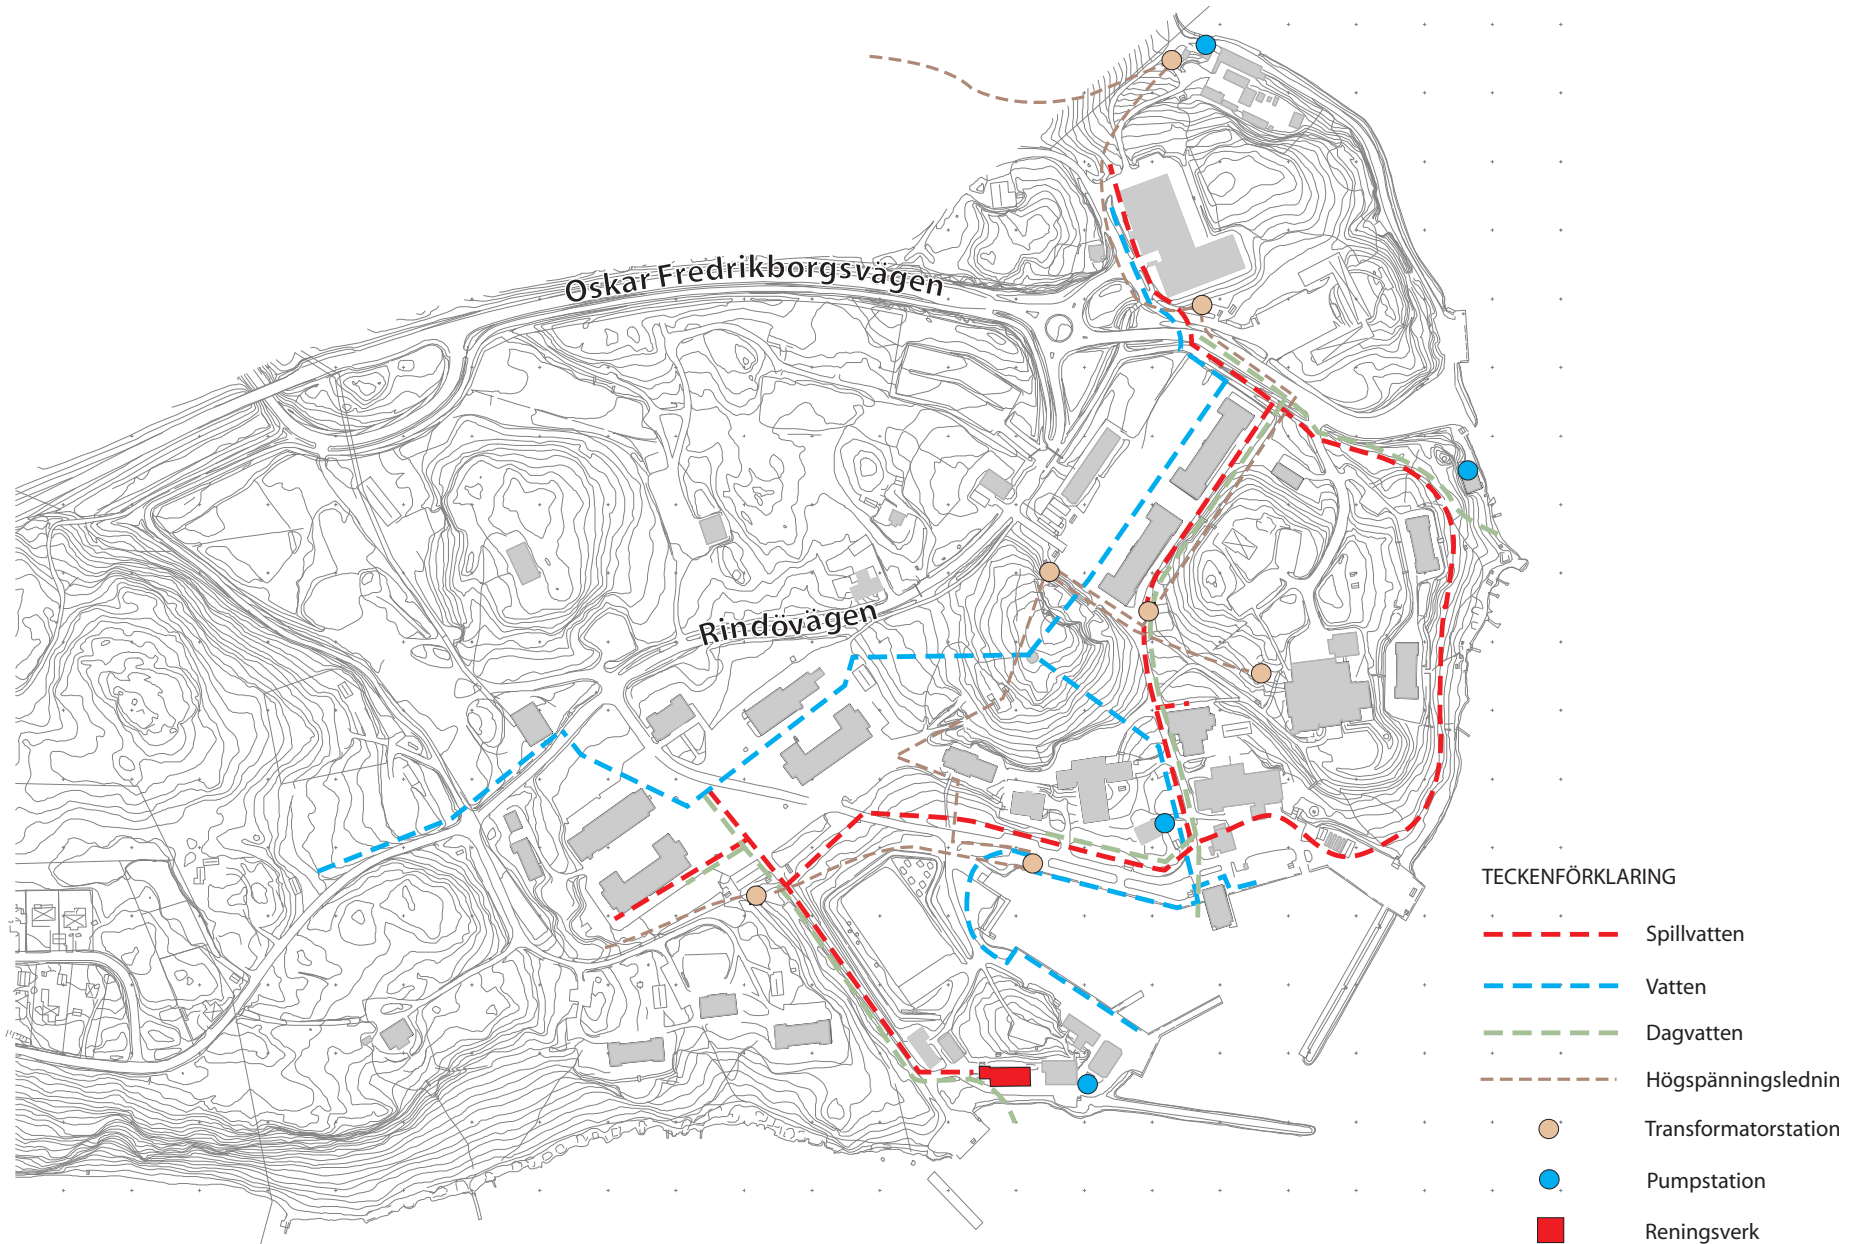 Oskar Fredrikborgsvägen
Rindövägen
TECKENFÖRKLARING
Spillvatten
Vatten
Dagvatten
Högspänningslednin
Transformatorstation
Pumpstation
Reningsverk